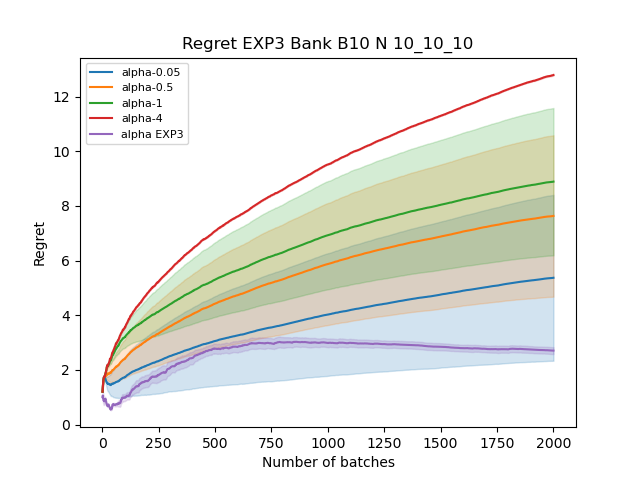 Regret EXP3 Bank B10 N 10_10_10
alpha-0.05
alpha-0.5
alpha-1
alpha-4
alpha EXP3
Regret
12
10
8
6
4
2
0
0 250 500 750 1000 1250 1500 1750 2000
Number of batches